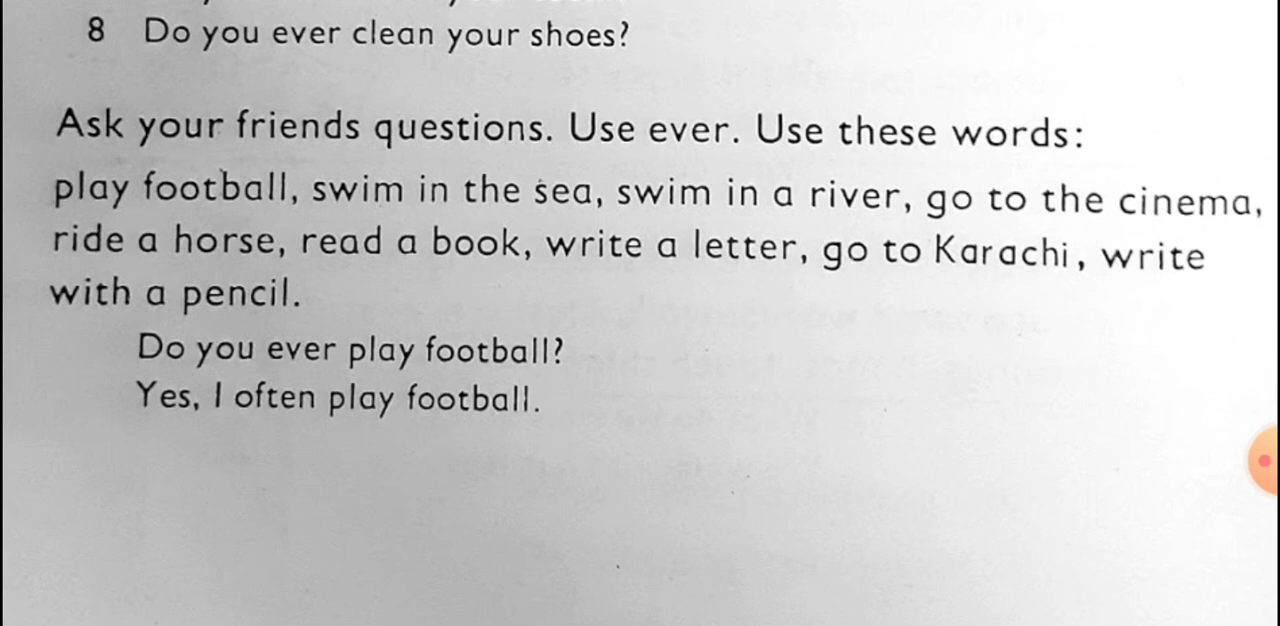 8 Do you ever clean your shoes?
Ask your friends questions. Use ever. Use these words:
play football, swim in the sea, swim in a river, go to the cinema,
ride a horse, read a book, write a letter, go to Karachi, write
with a pencil.
Do you ever play football?
Yes, I often play football.